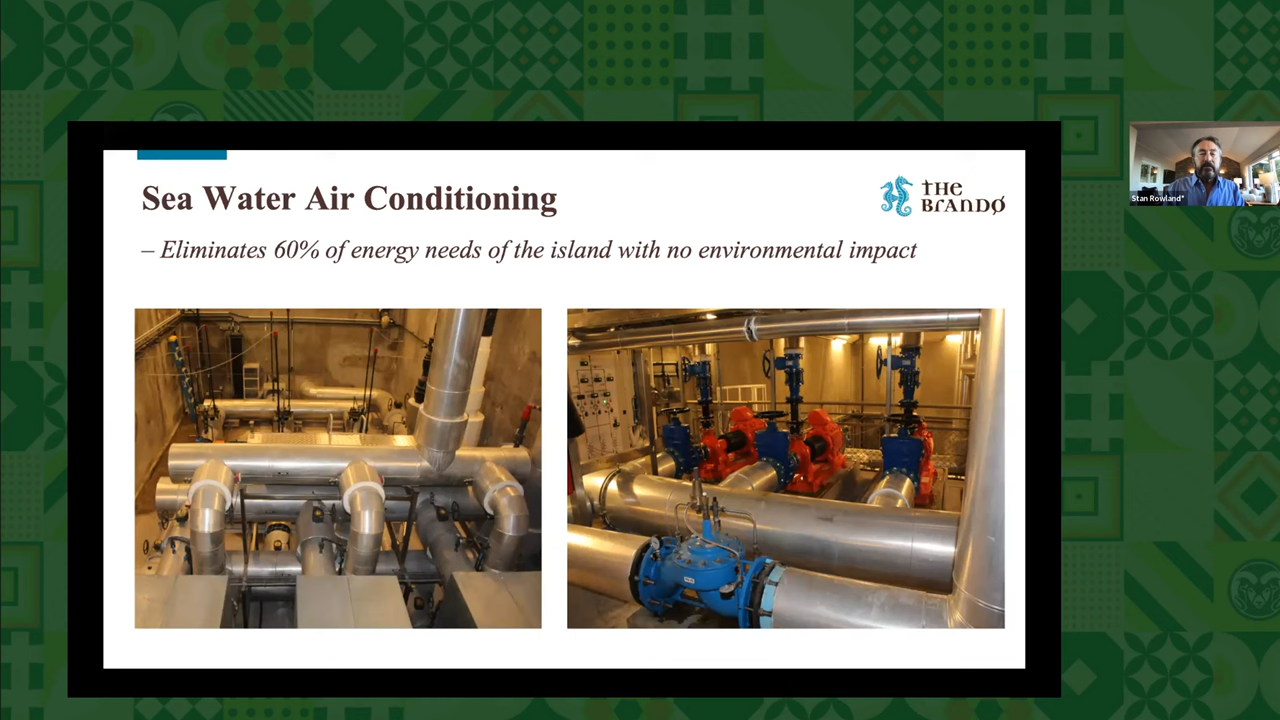 Sea Water Air Conditioning
THE
BRANDO
– Eliminates 60% of energy needs of the island with no environmental impact
Stan Rowland*